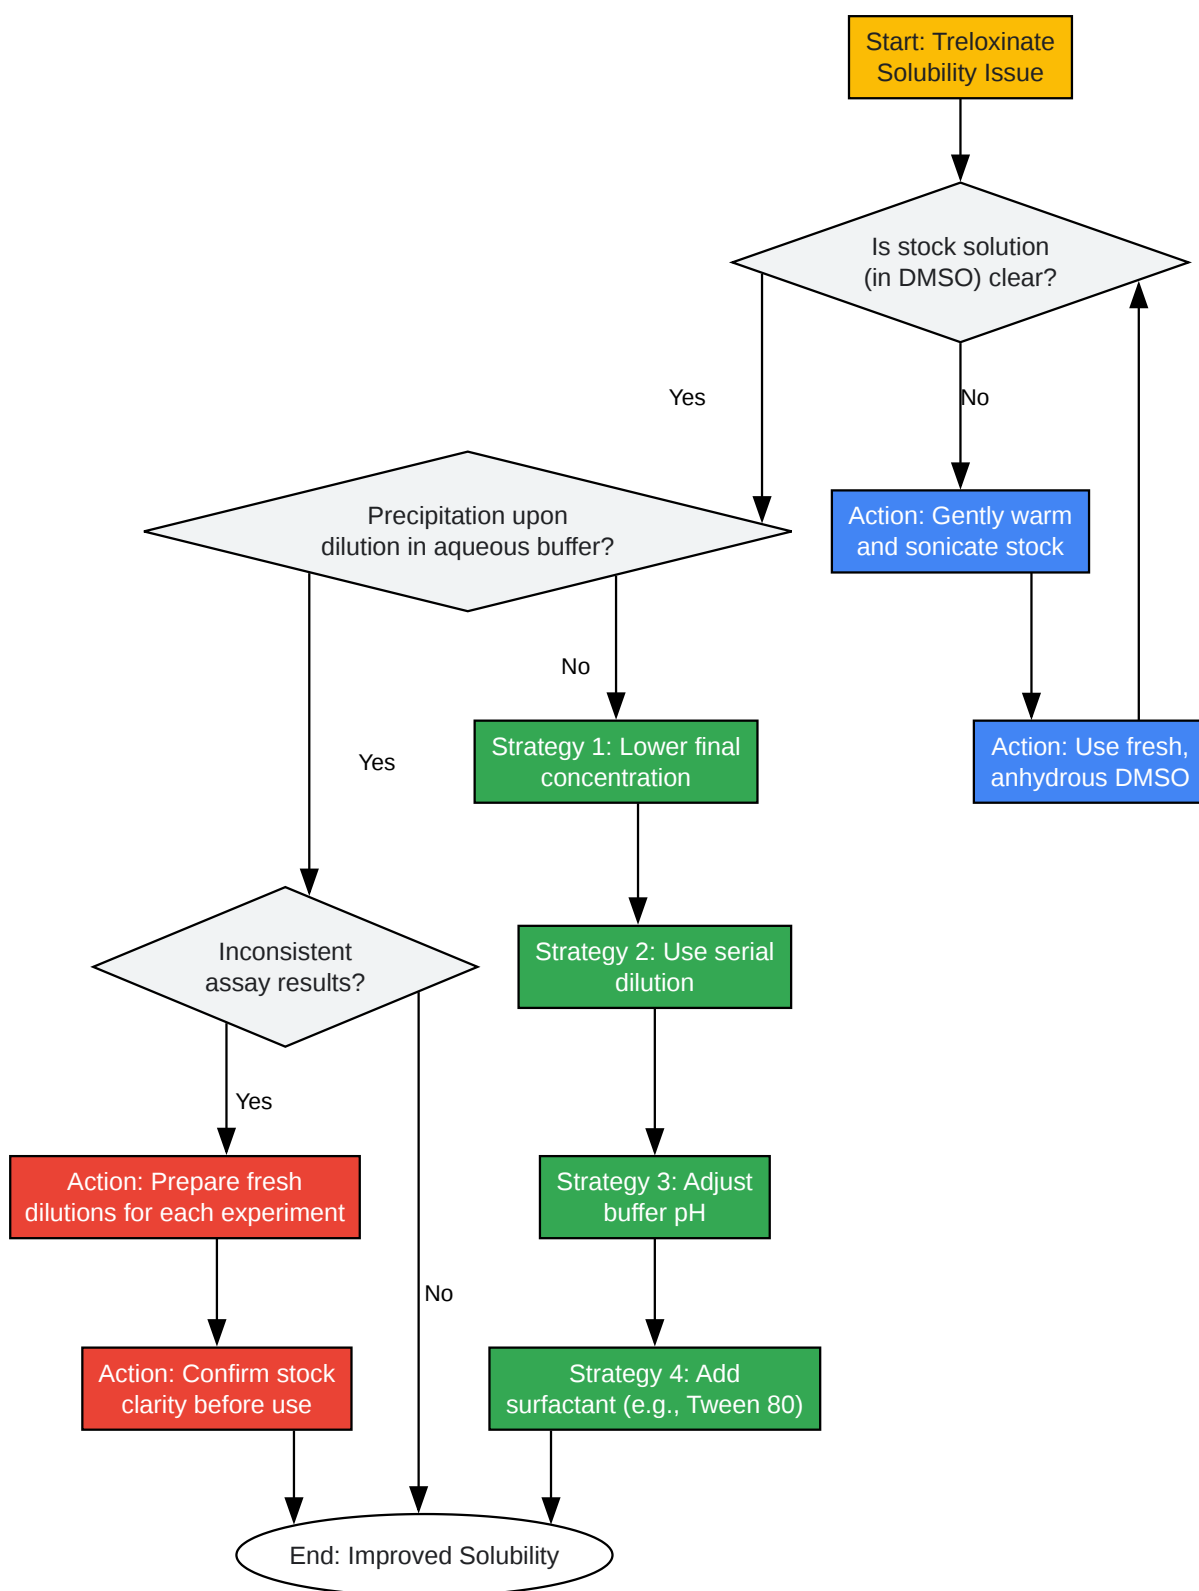 Start: Treloxinate
Solubility Issue
Is stock solution
(in DMSO) clear?
Yes
No
Precipitation upon
dilution in aqueous buffer?
Action: Gently warm
and sonicate stock
No
Yes
Strategy 1: Lower final
concentration
Action: Use fresh,
anhydrous DMSO
Inconsistent
assay results?
Strategy 2: Use serial
dilution
Yes
Action: Prepare fresh
dilutions for each experiment
Strategy 3: Adjust
buffer pH
No
Action: Confirm stock
clarity before use
Strategy 4: Add
surfactant (e.g., Tween 80)
End: Improved Solubility